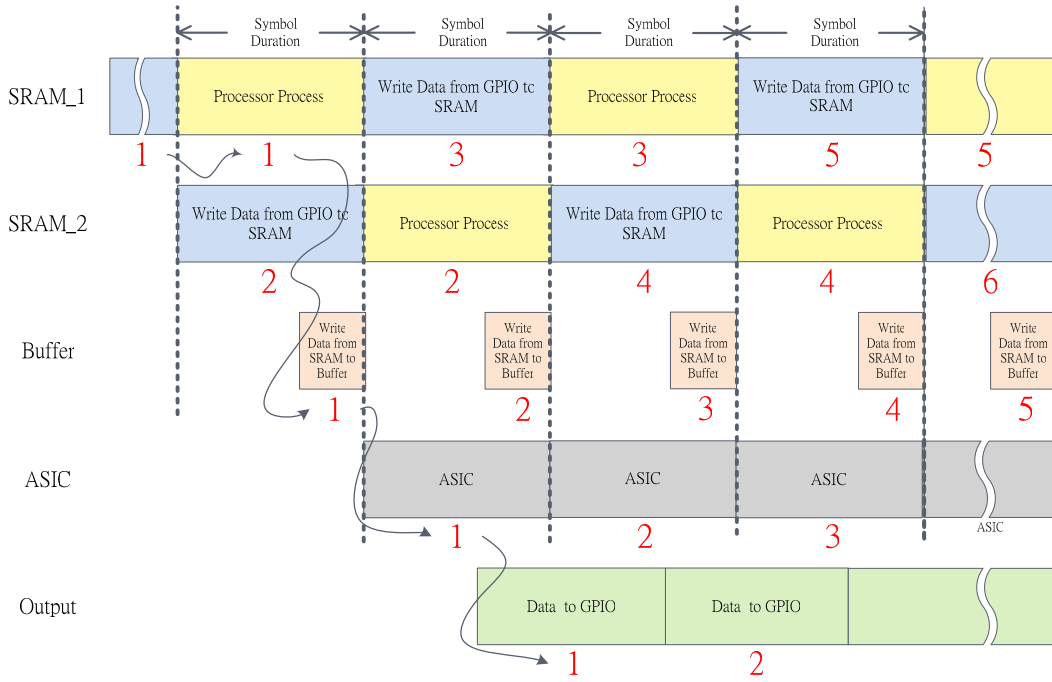 Symbol
Duration
Symbol
Duration
Symbol
Duration
Symbol
Duration
SRAM_1
Processor Process
Write Data from GPIO tc
SRAM
Processor Process
Write Data from GPIO tc
SRAM
1
1
3
3
5
5
SRAM_2
Write Data from GPIO tc
SRAM
Processor Process
Write Data from GPIO tc
SRAM
Processor Process
2
2
4
4
6
Buffer
Write
Data from
SRAM to
Buffer
Write
Data from
SRAM to
Buffer
Write
Data from
SRAM to
Buffer
Write
Data from
SRAM to
Buffer
Write
Data from
SRAM to
Buffer
1
2
3
4
5
ASIC
ASIC
ASIC
ASIC
ASIC
1
2
3
Output
Data to GPIO
Data to GPIO
1
2